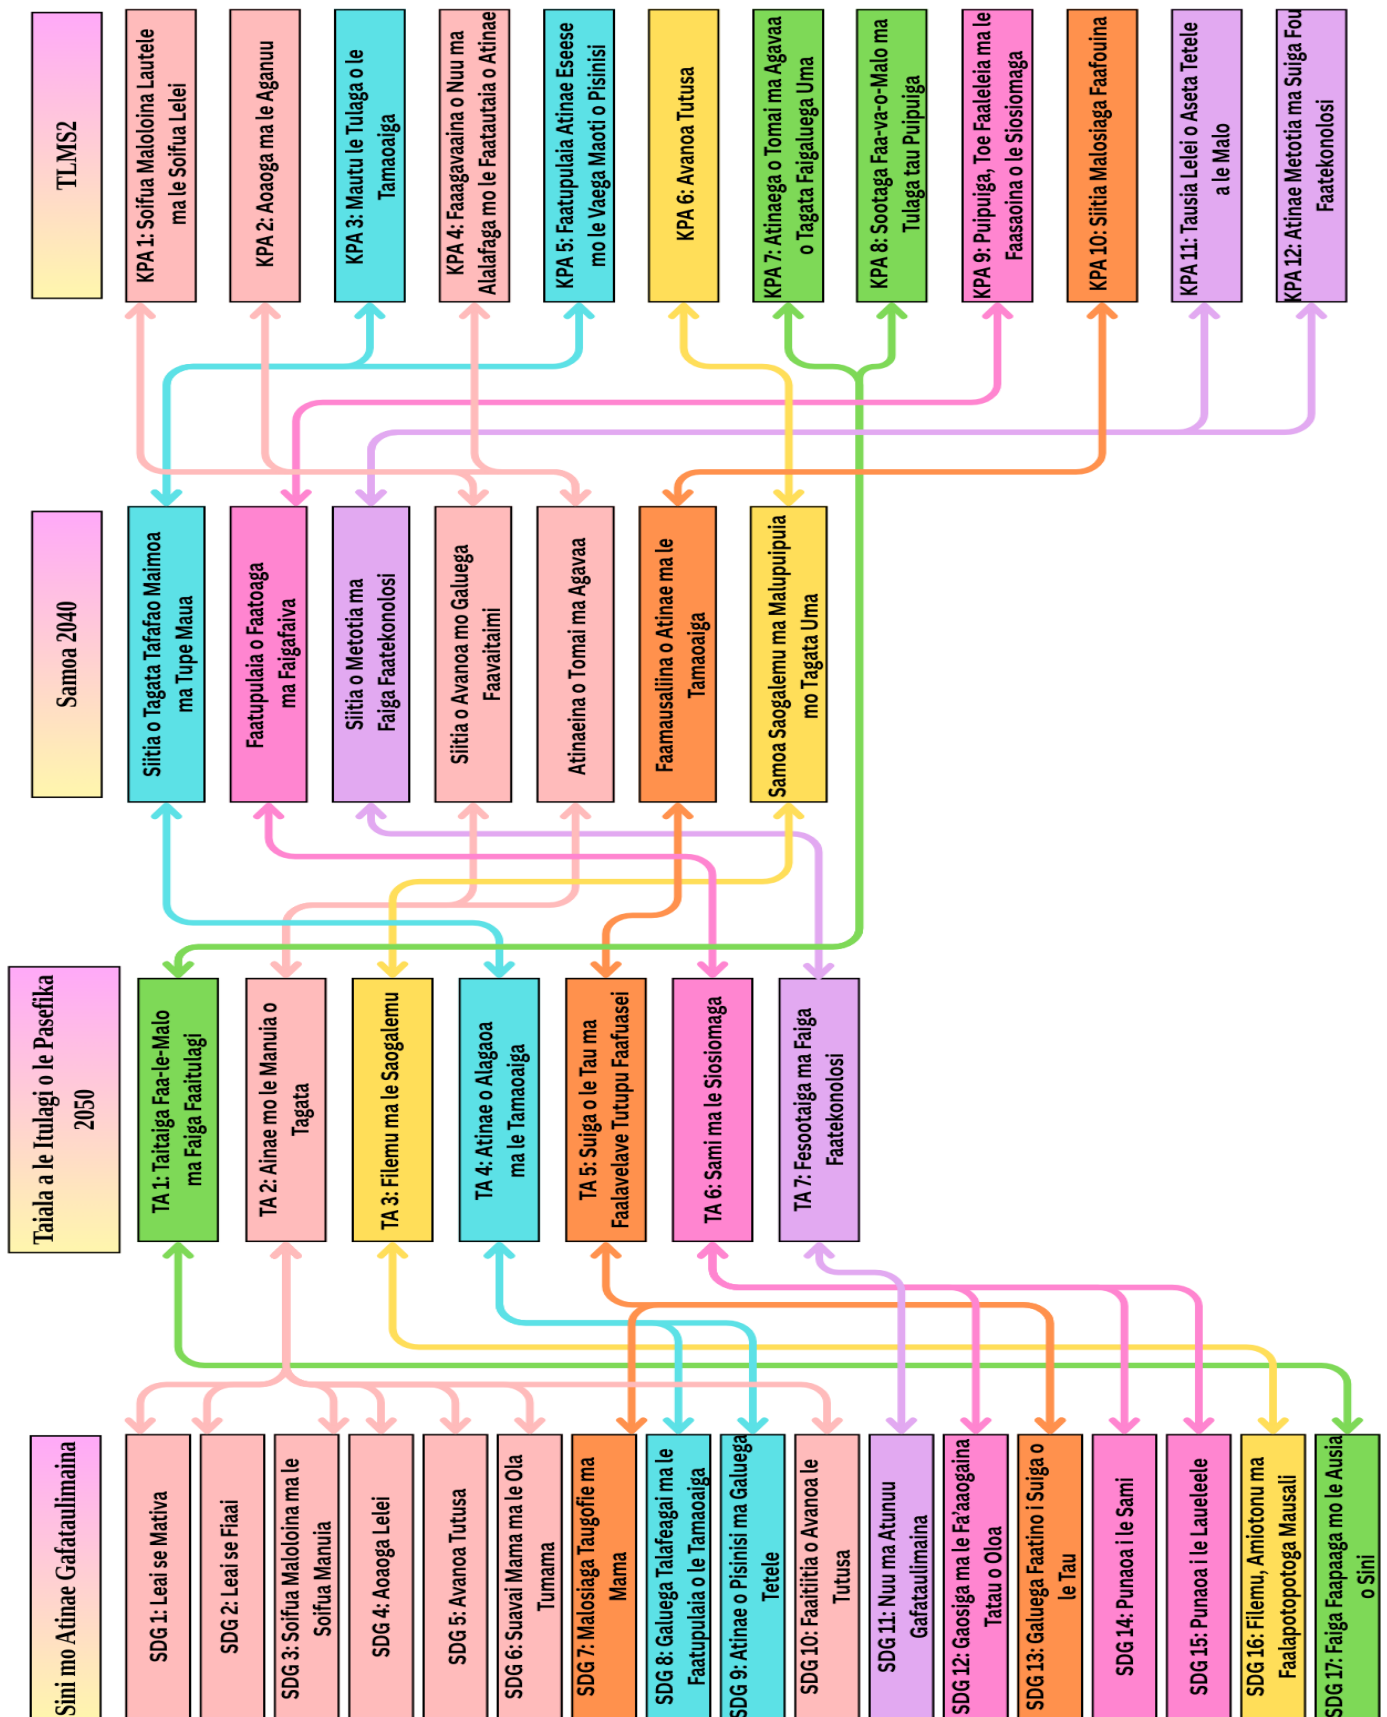 TLMS2
KPA 1: Soifua Maloloina Lautele
ma le Soifua Lelei
KPA 2: Aoaoga ma le Aganuu
KPA 3: Mautu le Tulaga o le
Tamaoaiga
KPA 4: Faaagavaaina o Nuu ma
Alalafaga mo le Faatautaia o Atinae
KPA 5: Faatupulaia Atinae Eseese
mo le Vaega Maoti o Pisinisi
KPA 6: Avanoa Tutusa
KPA 7: Atinaega o Tomai ma Agavaa
o Tagata Faigaluega Uma
KPA 8: Sootaga Faa-va-o-Malo ma
Tulaga tau Puipuiga
KPA 9: Puipuiga, Toe Faaleleia ma le
Faasaoina o le Siosiomaga
KPA 10: Siitia Malosiaga Faafouina
KPA 11: Tausia Lelei o Aseta Tetele
a le Malo
KPA 12: Atinae Metotia ma Suiga Fou
Faatekonolosi
Samoa 2040
Siitia o Tagata Tafafao Maimoa
ma Tupe Maua
Faatupulaia o Faatoaga
ma Faigafaiva
Siitia o Metotia ma
Faiga Faatekonolosi
Siitia o Avanoa mo Galuega
Faavaitaimi
Atinaeina o Tomai ma Agavaa
Faamausaliina o Atinae ma le
Tamaoaiga
Samoa Saogalemu ma Malupuipuia
mo Tagata Uma
Taiala a le Itulagi o le Pasefika
2050
TA 1: Taitaiga Faa-le-Malo
ma Faiga Faaitulagi
TA 2: Ainae mo le Manuia o
Tagata
TA 3: Filemu ma le Saogalemu
TA 4: Atinae o Alagaoa
ma le Tamaoaiga
TA 5: Suiga o le Tau ma
Faalavelave Tutupu Faafuasei
TA 6: Sami ma le Siosiomaga
TA 7: Fesootaiga ma Faiga
Faatekonolosi
Sini mo Atinae Gafataulimaina
SDG 1: Leai se Mativa
SDG 2: Leai se Fiaai
SDG 3: Soifua Maloloina ma le
Soifua Manuia
SDG 4: Aoaoga Lelei
SDG 5: Avanoa Tutusa
SDG 6: Suavai Mama ma le Ola
Tumama
SDG 7: Malosiaga Taugofie ma
Mama
SDG 8: Galuega Talafeagai ma le
Faatupulaia o le Tamaoaiga
SDG 9: Atinae o Pisinisi ma Galuega
Tetele
SDG 10: Faaitiitia o Avanoa le
Tutusa
SDG 11: Nuu ma Atunuu
Gafataulimaina
SDG 12: Gaosiga ma le Fa'aaogaina
Tatau o Oloa
SDG 13: Galuega Faatino i Suiga o
le Tau
SDG 14: Punaoa i le Sami
SDG 15: Punaoa i le Laueleele
SDG 16: Filemu, Amiotonu ma
Faalapotopotoga Mausali
SDG 17: Faiga Faapaaga mo le Ausia
o Sini